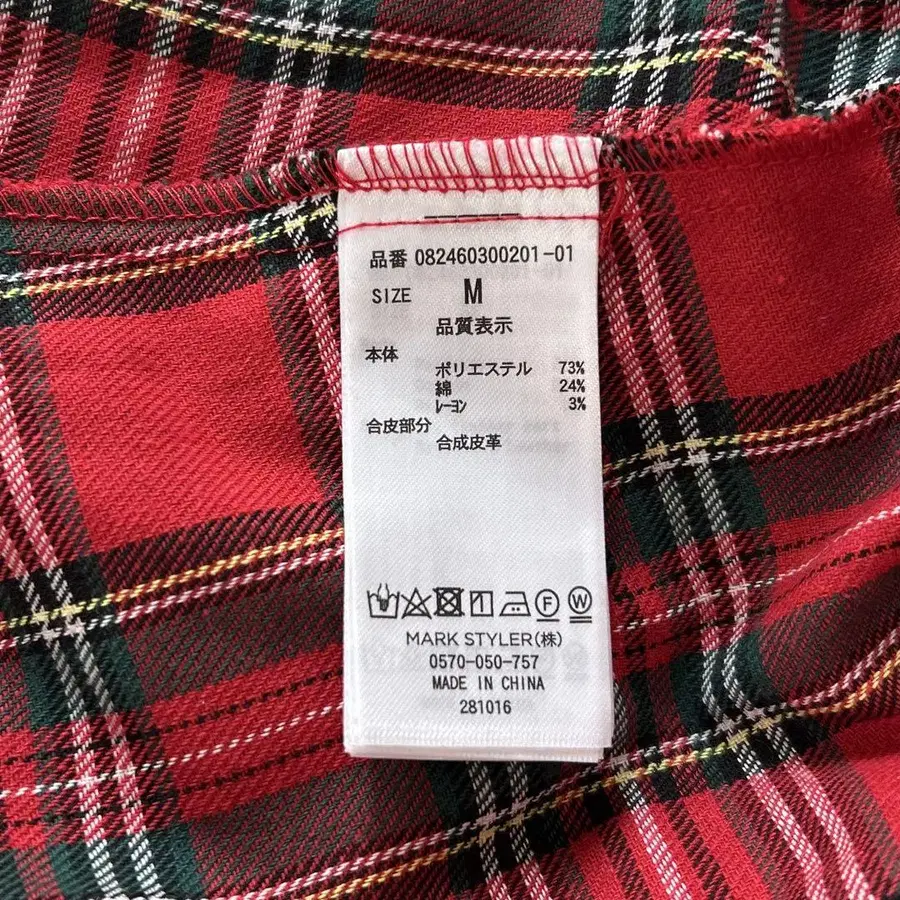 品番 082460300201-01
SIZE M
品質表示
本体
ポリエステル 73%
綿 24%
ﾚｰﾖﾝ 3%
合皮部分
合成皮革
F W
MARK STYLER(株)
0570-050-757
MADE IN CHINA
281016